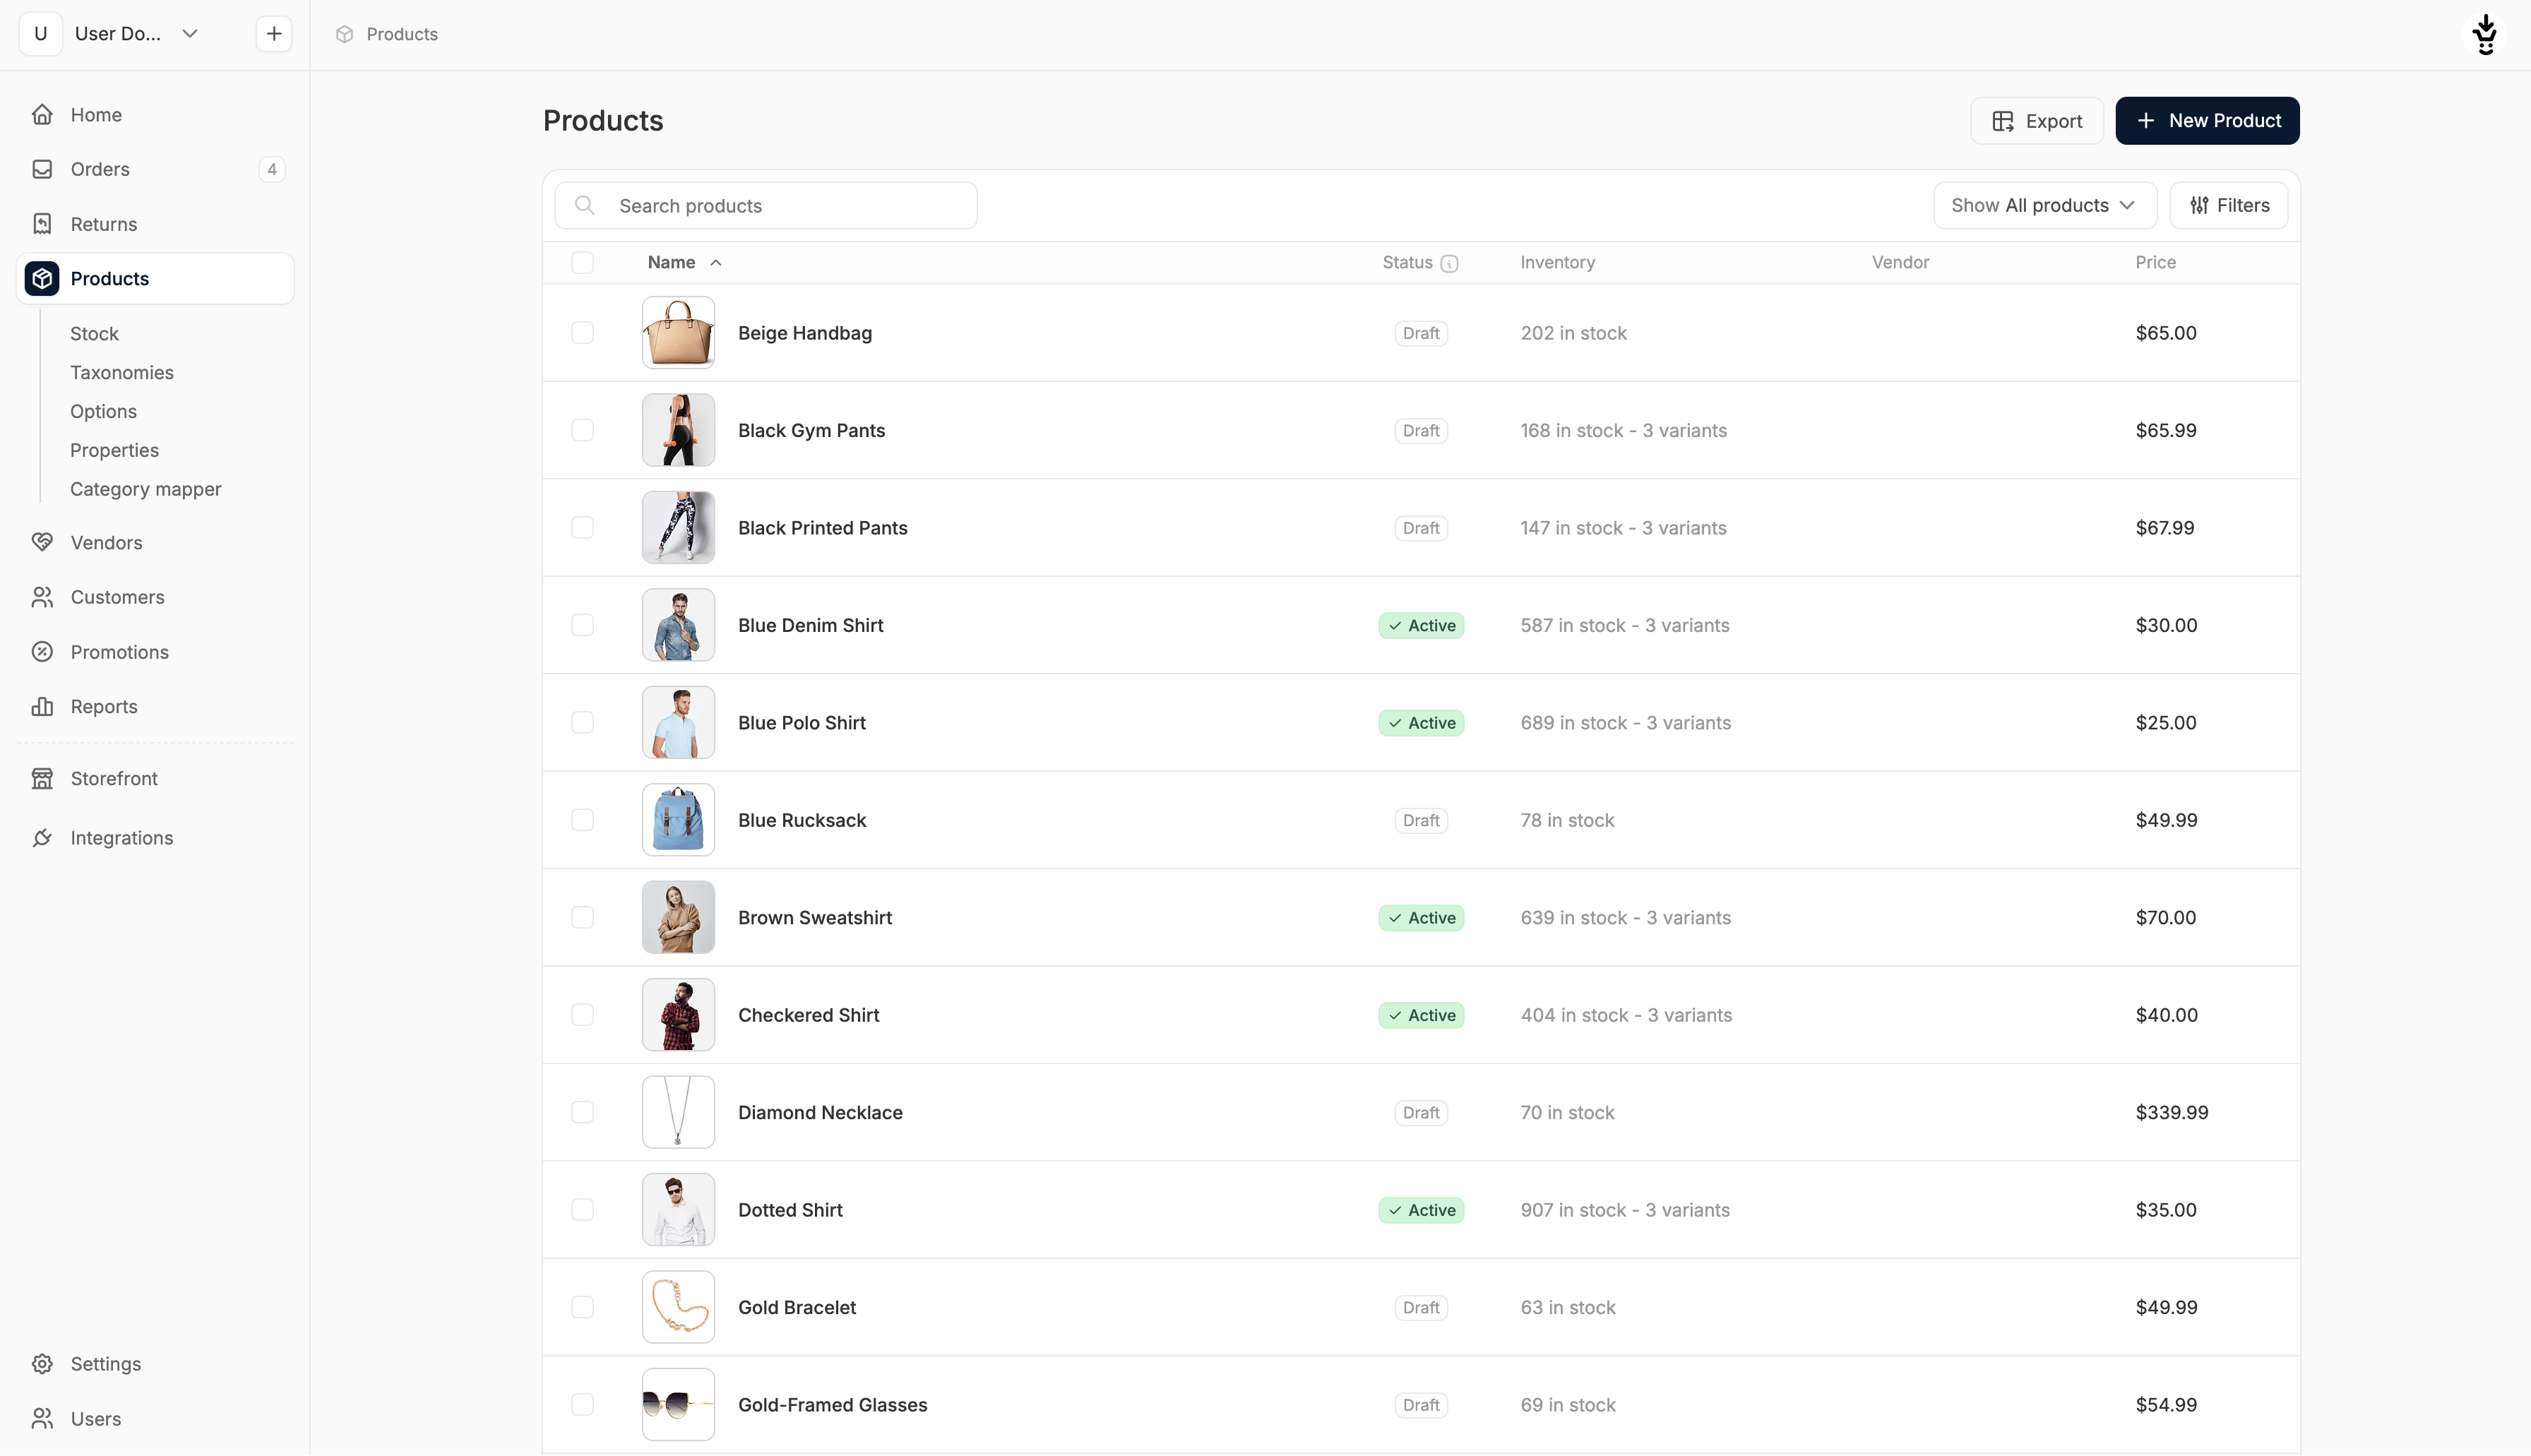 U User Do...
Products
Home
Orders 4
Returns
Products
Stock
Taxonomies
Options
Properties
Category mapper
Vendors
Customers
Promotions
Reports
Storefront
Integrations
Settings
Users
Products
Export
New Product
Search products
Show All products
Filters
Name Status Inventory Vendor Price
Beige Handbag Draft 202 in stock $65.00
Black Gym Pants Draft 168 in stock - 3 variants $65.99
Black Printed Pants Draft 147 in stock - 3 variants $67.99
Blue Denim Shirt Active 587 in stock - 3 variants $30.00
Blue Polo Shirt Active 689 in stock - 3 variants $25.00
Blue Rucksack Draft 78 in stock $49.99
Brown Sweatshirt Active 639 in stock - 3 variants $70.00
Checkered Shirt Active 404 in stock - 3 variants $40.00
Diamond Necklace Draft 70 in stock $339.99
Dotted Shirt Active 907 in stock - 3 variants $35.00
Gold Bracelet Draft 63 in stock $49.99
Gold-Framed Glasses Draft 69 in stock $54.99